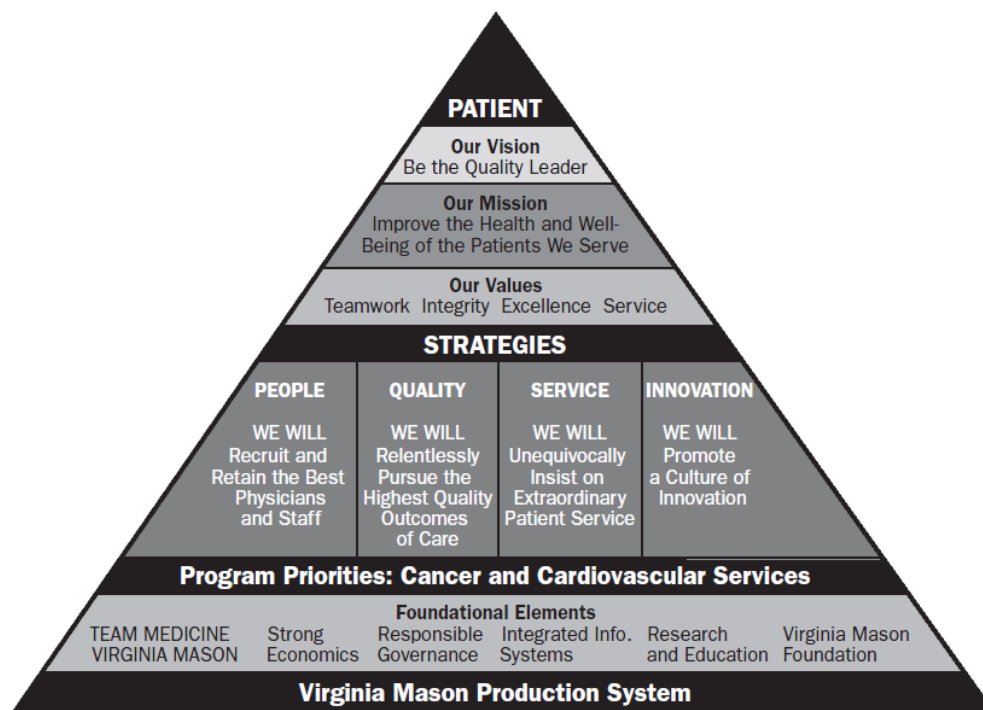 PATIENT
Our Vision
Be the Quality Leader
Our Mission
Improve the Health and Well-
Being of the Patients We Serve
Our Values
Teamwork Integrity Excellence Service
STRATEGIES
PEOPLE
WE WILL
Recruit and
Retain the Best
Physicians
and Staff
QUALITY
WE WILL
Relentlessly
Pursue the
Highest Quality
Outcomes
of Care
SERVICE
WE WILL
Unequivocally
Insist on
Extraordinary
Patient Service
INNOVATION
WE WILL
Promote
a Culture of
Innovation
Program Priorities: Cancer and Cardiovascular Services
Foundational Elements
TEAM MEDICINE
VIRGINIA MASON
Strong
Economics
Responsible
Governance
Integrated Info.
Systems
Research
and Education
Virginia Mason
Foundation
Virginia Mason Production System